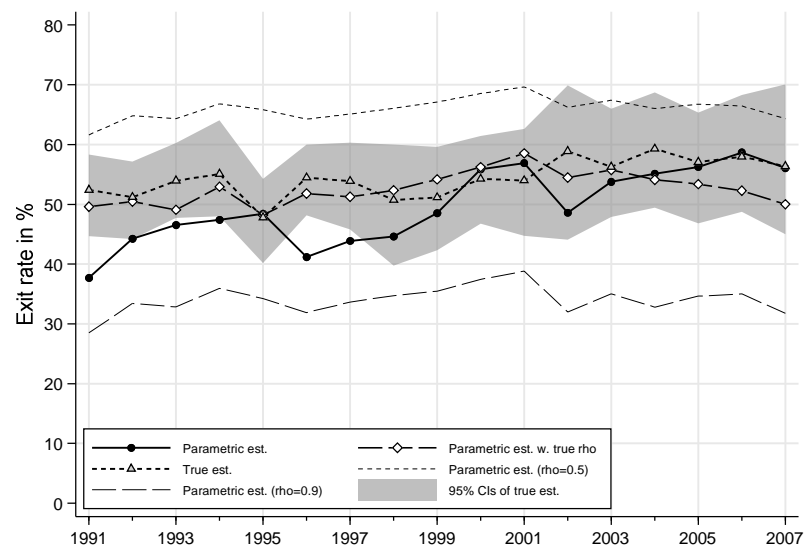 80
70
60
50
40
30
20
10
0
Exit rate in %
Parametric est.
Parametric est. w. true rho
True est.
Parametric est. (rho=0.5)
Parametric est. (rho=0.9)
95% CIs of true est.
1991 1993 1995 1997 1999 2001 2003 2005 2007